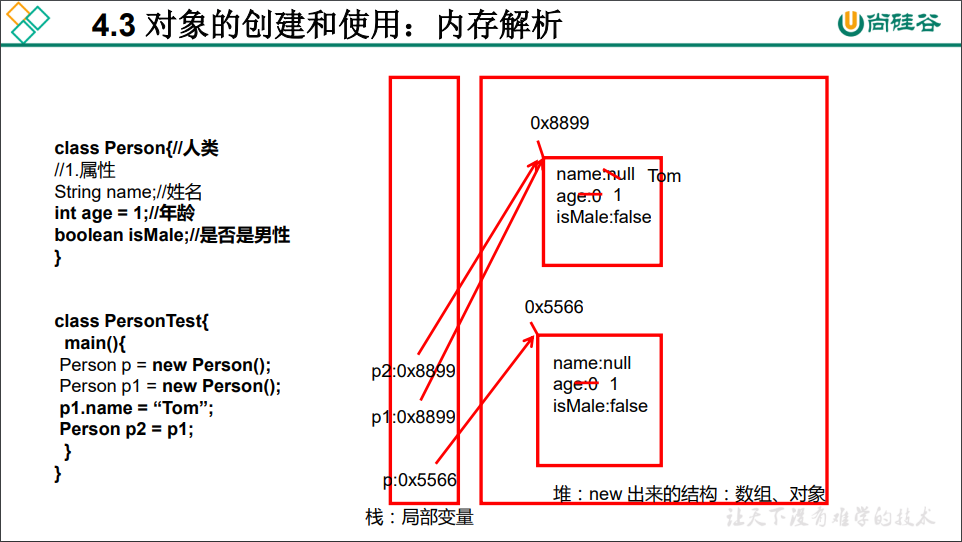 4.3 对象的创建和使用：内存解析
尚硅谷
class Person{//人类
//1.属性
String name;//姓名
int age = 1;//年龄
boolean isMale;//是否是男性
}
class PersonTest{
main(){
Person p = new Person();
Person p1 = new Person();
p1.name = “Tom”;
Person p2 = p1;
}
}
p2:0x8899
p1:0x8899
p:0x5566
栈：局部变量
0x8899
name:null Tom
age:0 1
isMale:false
0x5566
name:null
age:0 1
isMale:false
堆：new 出来的结构：数组、对象
让天下没有难学的技术